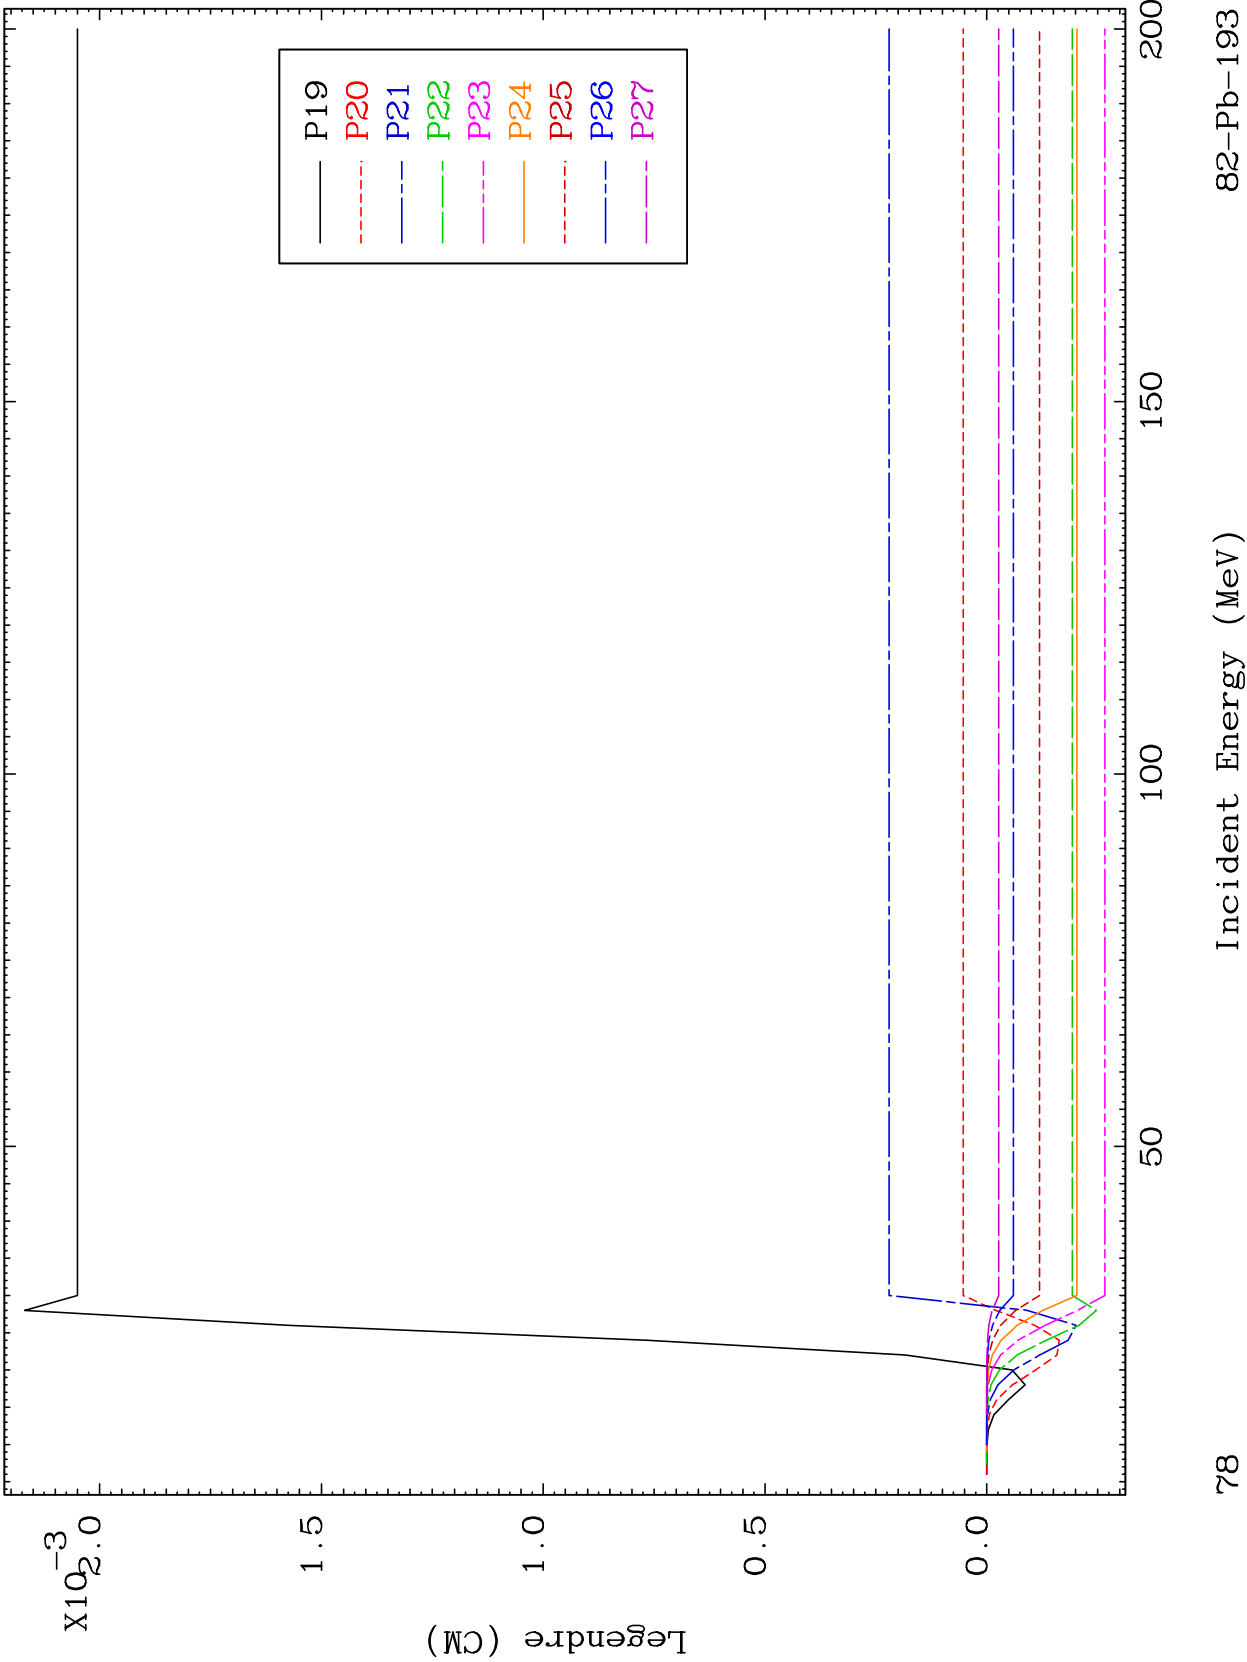 X10-3
2.0
1.5
1.0
0.5
0.0
Legendre (CM)
P19
P20
P21
P22
P23
P24
P25
P26
P27
50
100
150
200
Incident Energy (MeV)
78
82-Pb-193